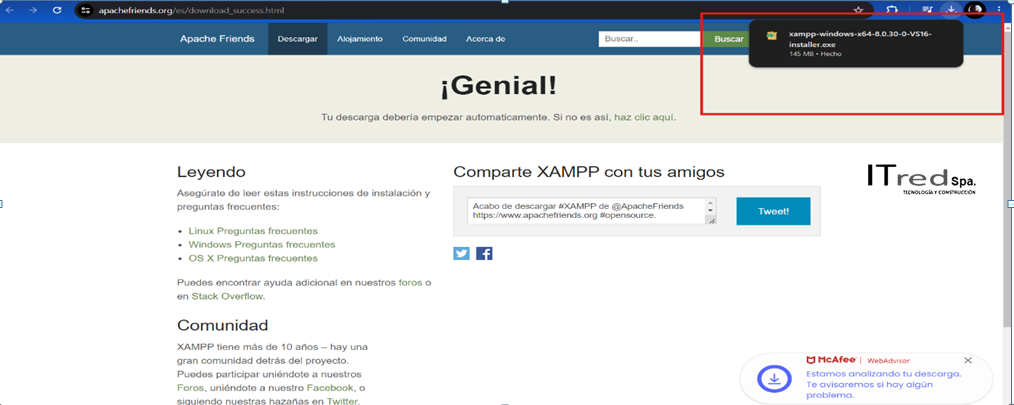 apachefriends.org/es/download_success.html
Apache Friends
Descargar
Alojamiento
Comunidad
Acerca de
Buscar..
Buscar
xampp-windows-x64-8.0.30-0-VS16-
installer.exe
145 MB • Hecho
¡Genial!
Tu descarga debería empezar automaticamente. Si no es así, haz clic aquí.
Leyendo
Asegúrate de leer estas instrucciones de instalación y
preguntas frecuentes:
• Linux Preguntas frecuentes
• Windows Preguntas frecuentes
• OS X Preguntas frecuentes
Puedes encontrar ayuda adicional en nuestros foros o
en Stack Overflow.
Comunidad
XAMPP tiene más de 10 años – hay una
gran comunidad detrás del proyecto.
Puedes participar uniéndote a nuestros
Foros, uniéndote a nuestro Facebook, o
siguiendo nuestras hazañas en Twitter.
Comparte XAMPP con tus amigos
Acabo de descargar #XAMPP de @ApacheFriends
https://www.apachefriends.org #opensource.
Tweet!
ITred Spa.
TECNOLOGÍA Y CONSTRUCCIÓN
McAfee | WebAdvisor
Estamos analizando tu descarga.
Te avisaremos si hay algún
problema.